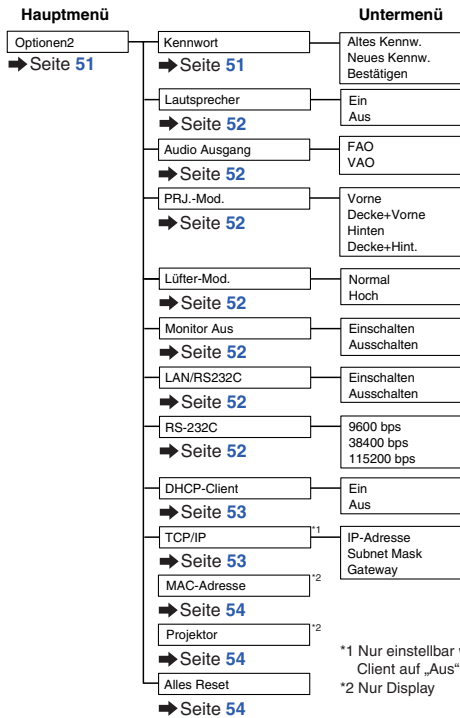 Hauptmenü
Untermenü
Optionen2
➡Seite 51
Kennwort
➡Seite 51
Altes Kennw.
Neues Kennw.
Bestätigen
Lautsprecher
➡Seite 52
Ein
Aus
Audio Ausgang
➡Seite 52
FAO
VAO
PRJ.-Mod.
➡Seite 52
Vorne
Decke+Vorne
Hinten
Decke+Hint.
Lüfter-Mod.
➡Seite 52
Normal
Hoch
Monitor Aus
➡Seite 52
Einschalten
Ausschalten
LAN/RS232C
➡Seite 52
Einschalten
Ausschalten
RS-232C
➡Seite 52
9600 bps
38400 bps
115200 bps
DHCP-Client
➡Seite 53
Ein
Aus
TCP/IP *1
➡Seite 53
IP-Adresse
Subnet Mask
Gateway
MAC-Adresse *2
➡Seite 54
Projektor *2
➡Seite 54
Alles Reset
➡Seite 54
*1 Nur einstellbar
Client auf „Aus“
*2 Nur Display